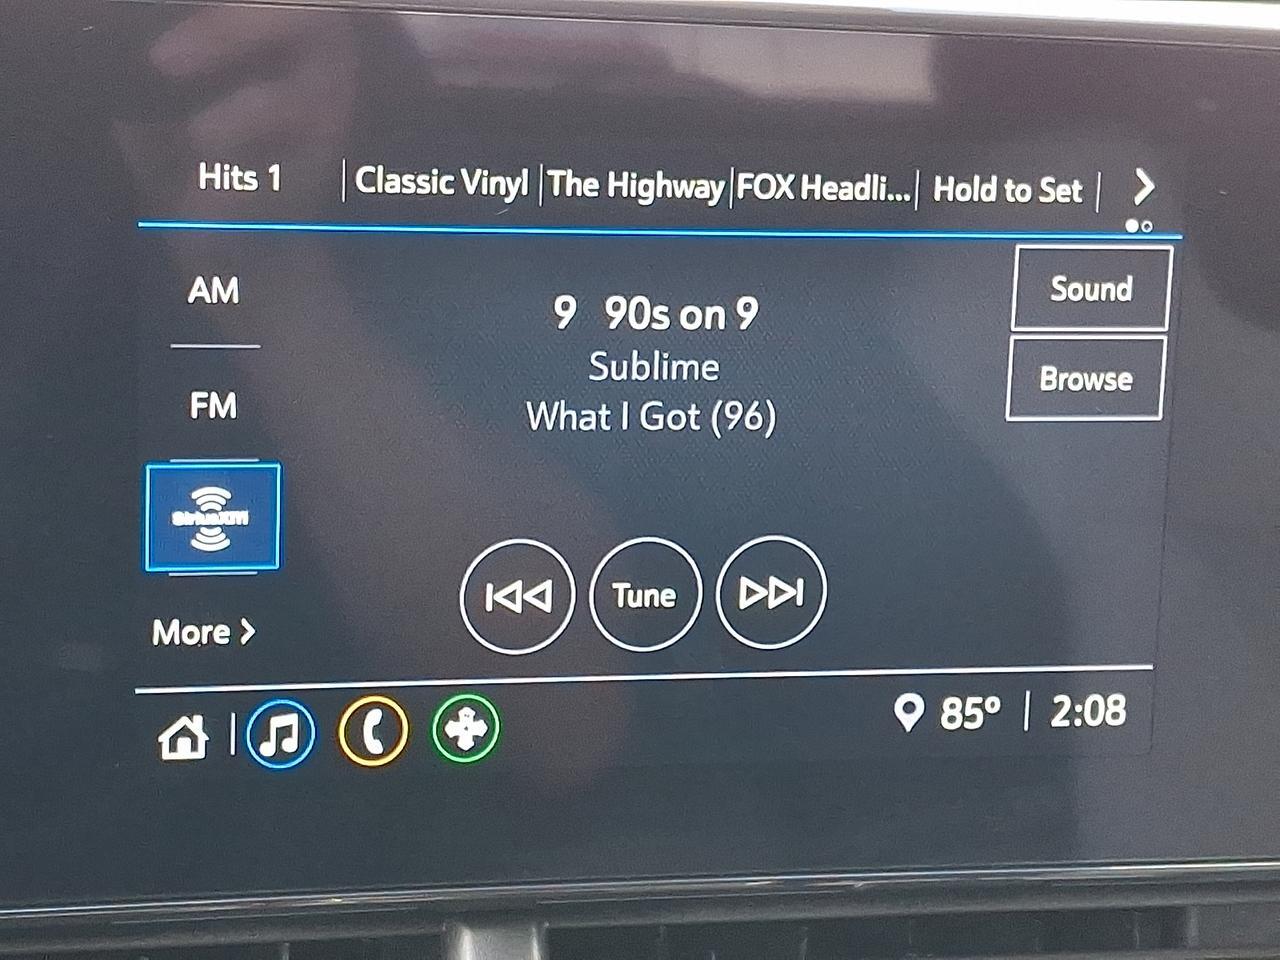 Hits 1 Classic Vinyl The Highway FOX Headli... Hold to Set
AM
FM
SiriusXM
More
9 90s on 9
Sublime
What I Got (96)
Sound
Browse
Tune
85° 2:08